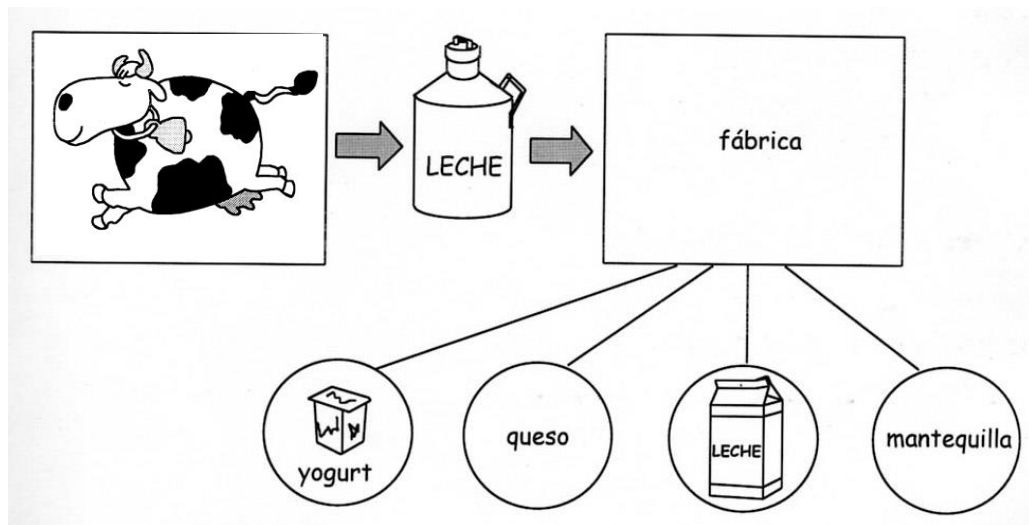 LECHE
fábrica
yogurt
queso
LECHE
mantequilla